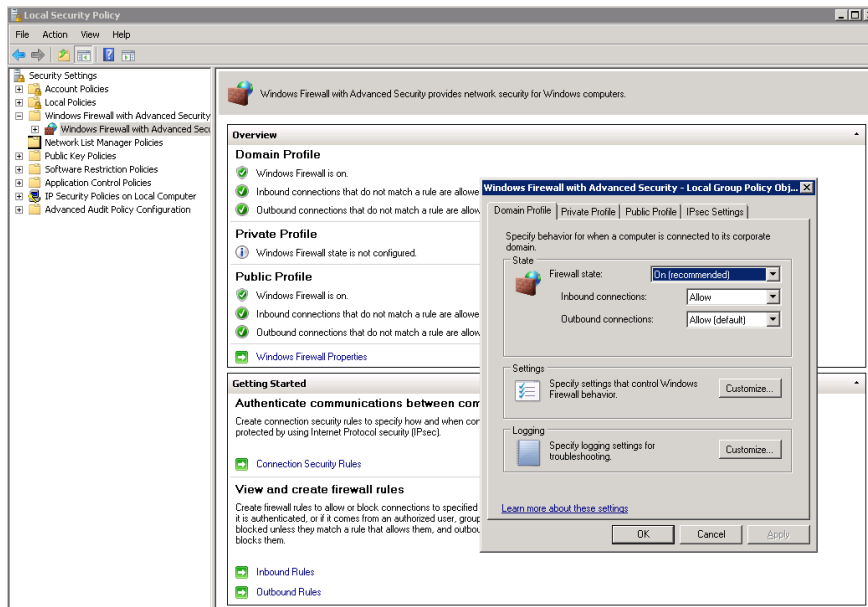 Local Security Policy
File Action View Help
Security Settings
Account Policies
Local Policies
Windows Firewall with Advanced Security
Windows Firewall with Advanced Secu
Network List Manager Policies
Public Key Policies
Software Restriction Policies
Application Control Policies
IP Security Policies on Local Computer
Advanced Audit Policy Configuration
Windows Firewall with Advanced Security provides network security for Windows computers.
Overview
Domain Profile
Windows Firewall is on.
Inbound connections that do not match a rule are allowe
Outbound connections that do not match a rule are allow
Private Profile
Windows Firewall state is not configured.
Public Profile
Windows Firewall is on.
Inbound connections that do not match a rule are allowe
Outbound connections that do not match a rule are allow
Windows Firewall Properties
Getting Started
Authenticate communications between com
Create connection security rules to specify how and when con
protected by using Internet Protocol security (IPsec).
Connection Security Rules
View and create firewall rules
Create firewall rules to allow or block connections to specified
it is authenticated, or if it comes from an authorized user, group
blocked unless they match a rule that allows them, and outbou
blocks them.
Inbound Rules
Outbound Rules
Windows Firewall with Advanced Security - Local Group Policy Obj...
Domain Profile Private Profile Public Profile IPsec Settings
Specify behavior for when a computer is connected to its corporate
domain.
State
Firewall state: On (recommended)
Inbound connections: Allow
Outbound connections: Allow (default)
Settings
Specify settings that control Windows
Firewall behavior.
Customize...
Logging
Specify logging settings for
troubleshooting.
Customize...
Learn more about these settings
OK Cancel Apply